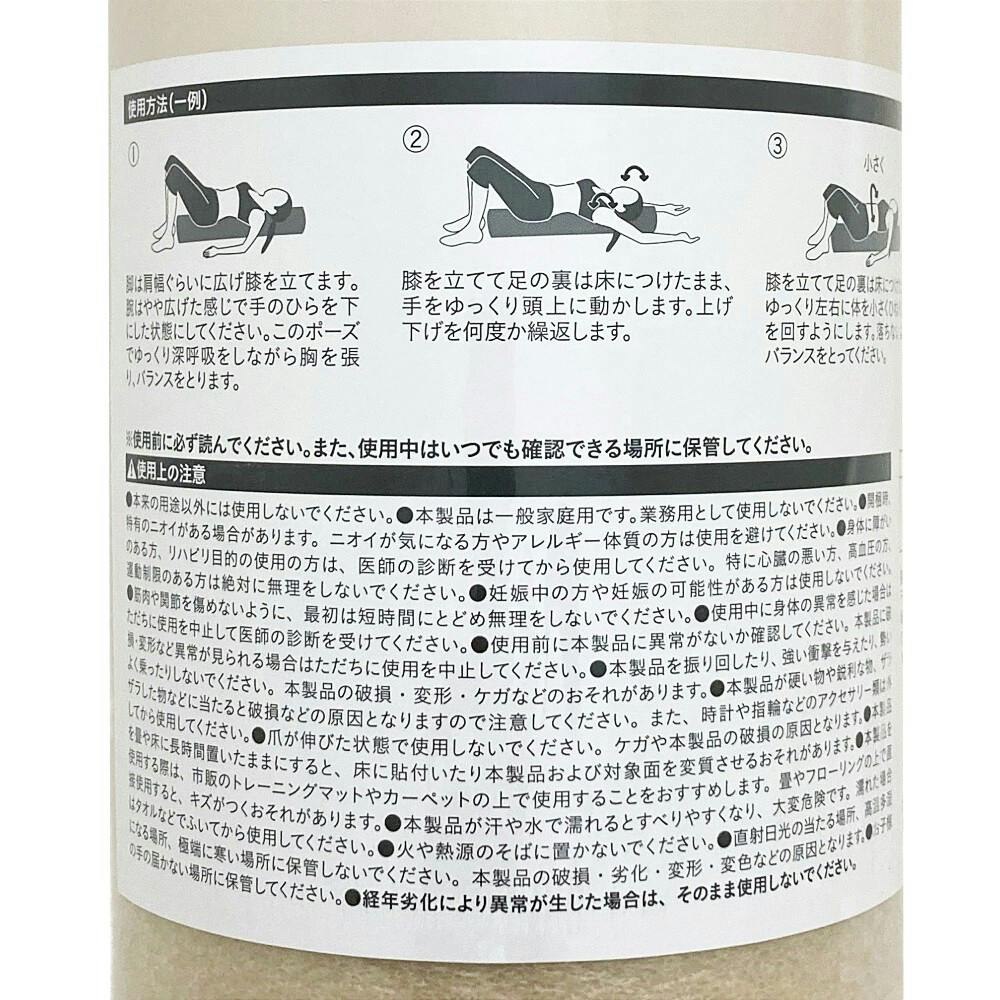 使用方法(一例)
①
脚は肩幅ぐらいに広げ膝を立てます。
腕はやや広げた感じで手のひらを下
にした状態にしてください。このポーズ
でゆっくり深呼吸をしながら胸を張
り、バランスをとります。
②
膝を立てて足の裏は床につけたまま、
手をゆっくり頭上に動かします。上げ
下げを何度か繰返します。
③
小さく
膝を立てて足の裏は床につけ
ゆっくり左右に体を小さくひね
を回すようにします。落ちない
バランスをとってください。
※使用前に必ず読んでください。また、使用中はいつでも確認できる場所に保管してください。
⚠使用上の注意
●本来の用途以外には使用しないでください。●本製品は一般家庭用です。業務用として使用しないでください。●開梱時、
特有のニオイがある場合があります。ニオイが気になる方やアレルギー体質の方は使用を避けてください。●身体に障がい
のある方、リハビリ目的の使用の方は、医師の診断を受けてから使用してください。特に心臓の悪い方、高血圧の方、
運動制限のある方は絶対に無理をしないでください。●妊娠中の方や妊娠の可能性がある方は使用しないでください。
●筋肉や関節を傷めないように、最初は短時間にとどめ無理をしないでください。●使用中に身体の異常を感じた場合は
ただちに使用を中止して医師の診断を受けてください。●使用前に本製品に異常がないか確認してください。本製品に破
損・変形など異常が見られる場合はただちに使用を中止してください。●本製品を振り回したり、強い衝撃を与えたり、勢い
よく乗ったりしないでください。本製品の破損・変形・ケガなどのおそれがあります。●本製品が硬い物や鋭利な物、ザラ
ザラした物などに当たると破損などの原因となりますので注意してください。また、時計や指輪などのアクセサリー類は外
してから使用してください。●爪が伸びた状態で使用しないでください。ケガや本製品の破損の原因となります。●本製品
を畳や床に長時間置いたままにすると、床に貼付いたり本製品および対象面を変質させるおそれがあります。●本製品を
使用する際は、市販のトレーニングマットやカーペットの上で使用することをおすすめします。畳やフローリングの上で直
接使用すると、キズがつくおそれがあります。●本製品が汗や水で濡れるとすべりやすくなり、大変危険です。濡れた場合
はタオルなどでふいてから使用してください。●火や熱源のそばに置かないでください。●直射日光の当たる場所、高温多湿
になる場所、極端に寒い場所に保管しないでください。本製品の破損・劣化・変形・変色などの原因となります。●お子様
の手の届かない場所に保管してください。●経年劣化により異常が生じた場合は、そのまま使用しないでください。